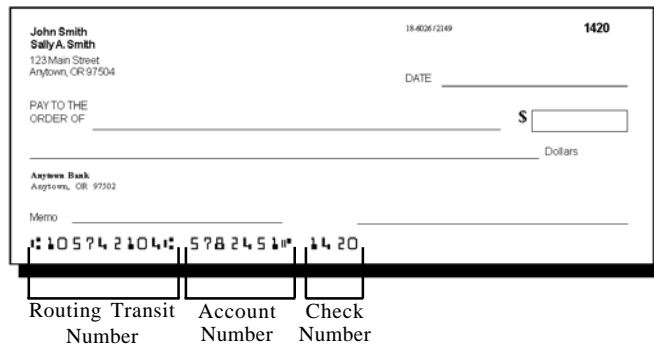 John Smith
Sally A. Smith
123 Main Street
Anytown, OR 97504
18-6026/2149
1420
DATE
PAY TO THE
ORDER OF
$
Dollars
Anytown Bank
Anytown, OR 97502
Memo
⑆105742104⑆ 5782451⑈ 1420
Routing Transit
Number
Account
Number
Check
Number